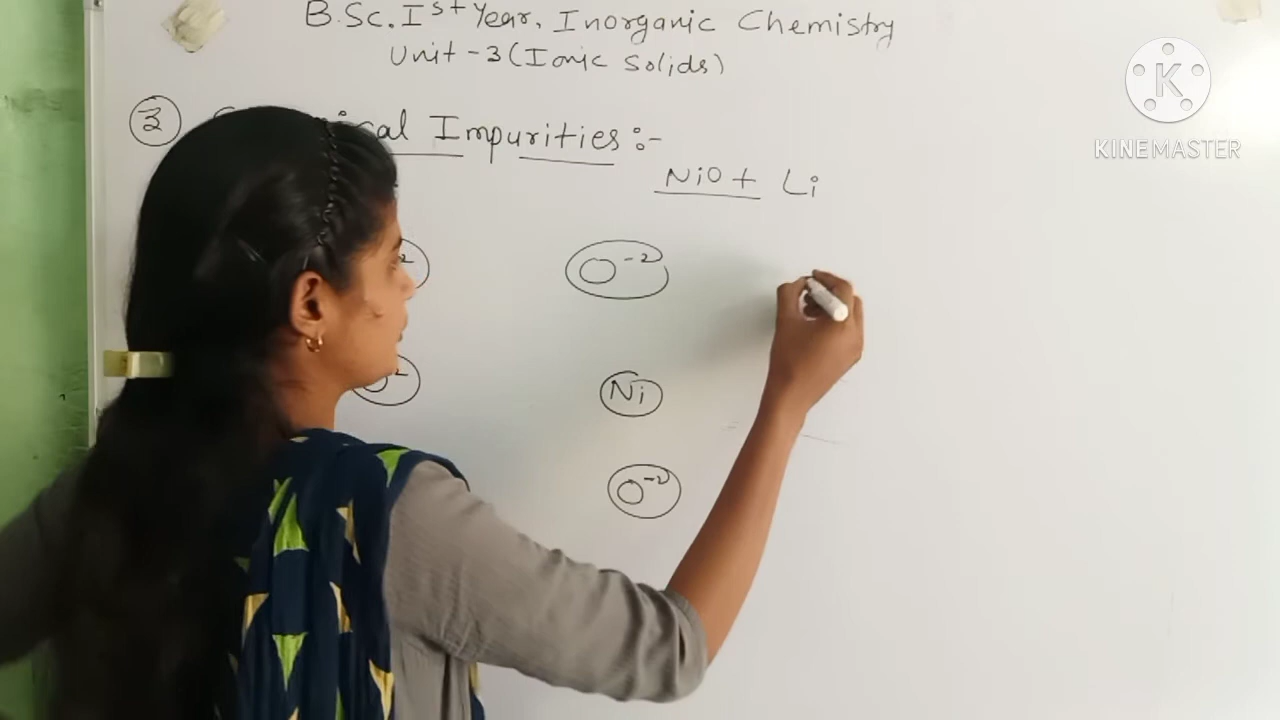 B.Sc. Ist Year, Inorganic Chemistry
Unit-3 (Ionic Solids)
3 Impurities :-
NiO + Li
O-2
Ni
O-2
K
KINEMASTER